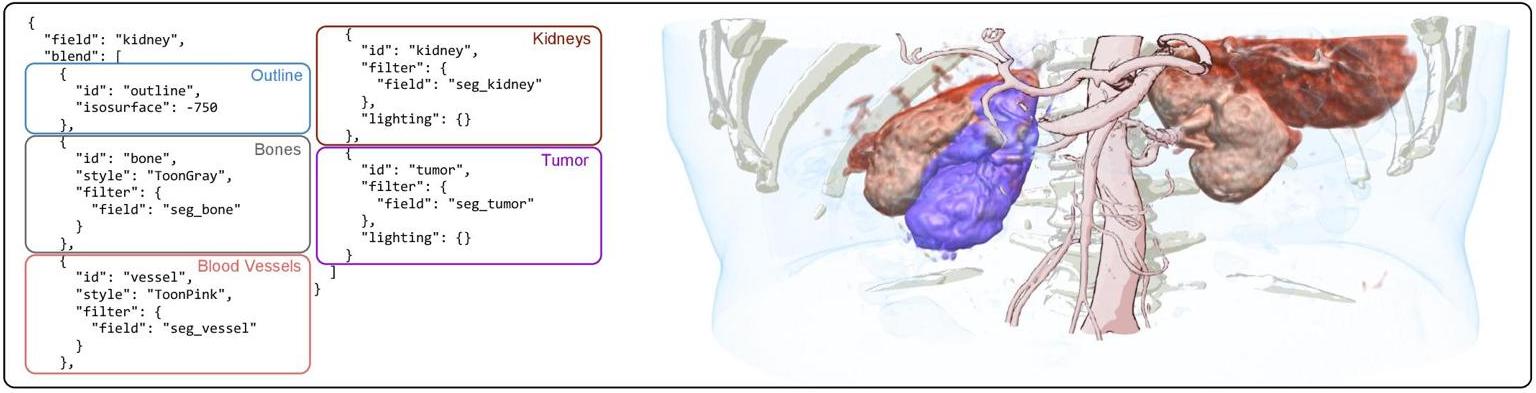 {
  "field": "kidney",
  "blend": [
Outline
    {
      "id": "outline",
      "isosurface": -750
    },
Bones
    {
      "id": "bone",
      "style": "ToonGray",
      "filter": {
        "field": "seg_bone"
      }
    },
Blood Vessels
    {
      "id": "vessel",
      "style": "ToonPink",
      "filter": {
        "field": "seg_vessel"
      }
    },
Kidneys
    {
      "id": "kidney",
      "filter": {
        "field": "seg_kidney"
      },
      "lighting": {}
    },
Tumor
    {
      "id": "tumor",
      "filter": {
        "field": "seg_tumor"
      },
      "lighting": {}
    }
  ]
}